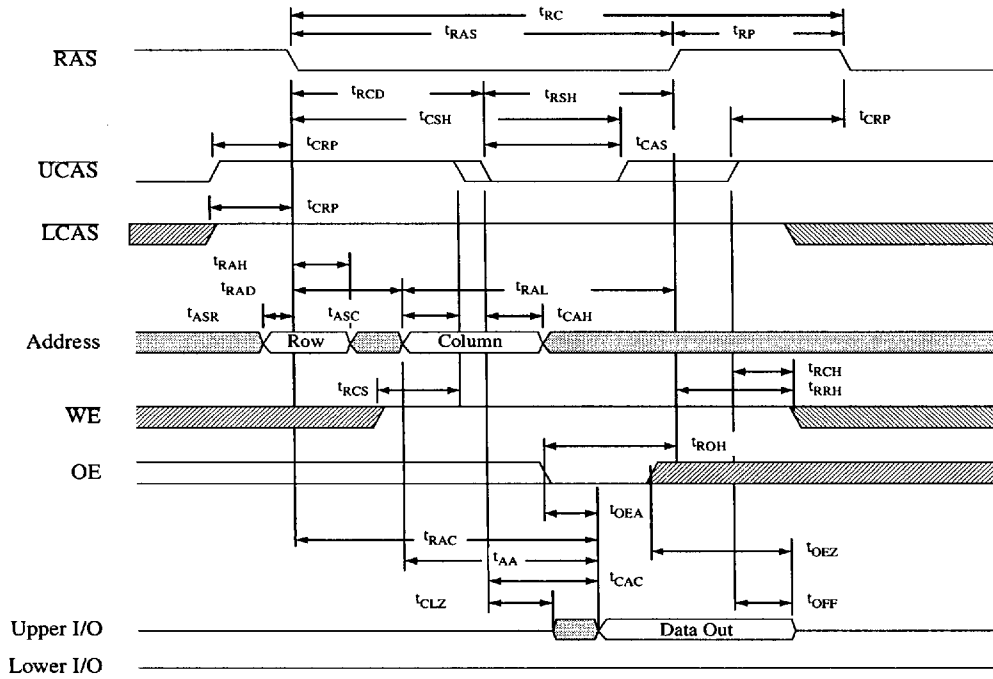 tRC
tRAS tRP
RAS
tRCD tRSH
tCSH
tCRP tCAS tCRP
UCAS
tCRP
LCAS
tRAH
tRAD tRAL
tASR tASC tCAH
Address Row Column
tRCH
tRCS tRRH
WE
tROH
OE
tOEA
tRAC
tAA tOEZ
tCAC
tCLZ tOFF
Upper I/O Data Out
Lower I/O